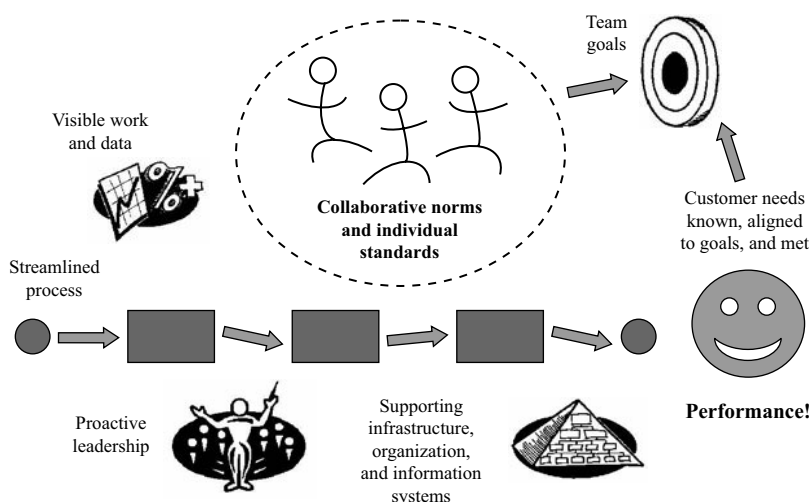 Team
goals
Visible work
and data
Collaborative norms
and individual
standards
Customer needs
known, aligned
to goals, and met
Streamlined
process
Proactive
leadership
Supporting
infrastructure,
organization,
and information
systems
Performance!